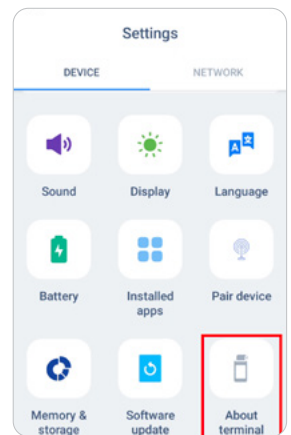 Settings
DEVICE NETWORK
Sound Display Language
Battery Installed apps Pair device
Memory & storage Software update About terminal